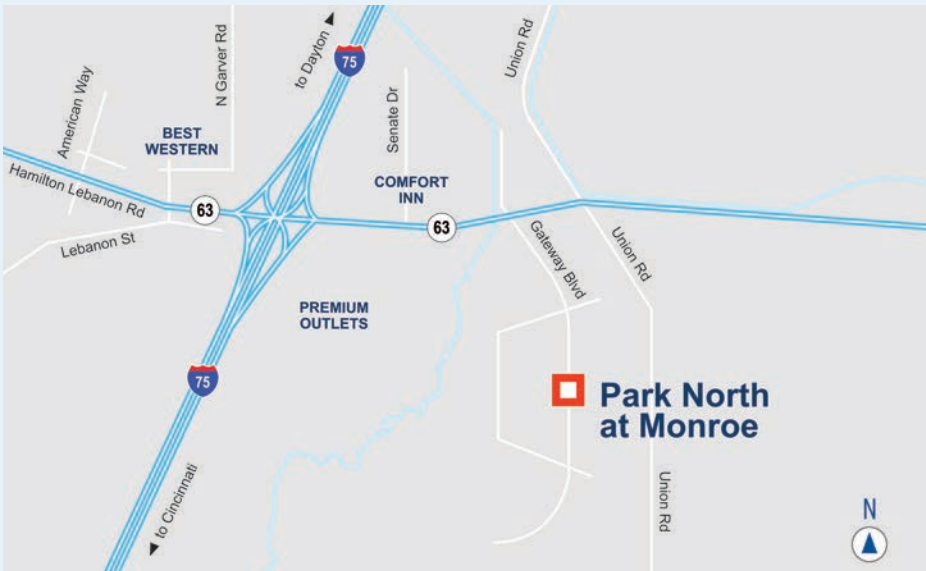 to Dayton
75
N Garver Rd
Union Rd
American Way
Senate Dr
BEST
WESTERN
COMFORT
INN
Hamilton Lebanon Rd
63
63
Lebanon St
Gateway Blvd
Union Rd
PREMIUM
OUTLETS
75
Park North
at Monroe
to Cincinnati
Union Rd
N